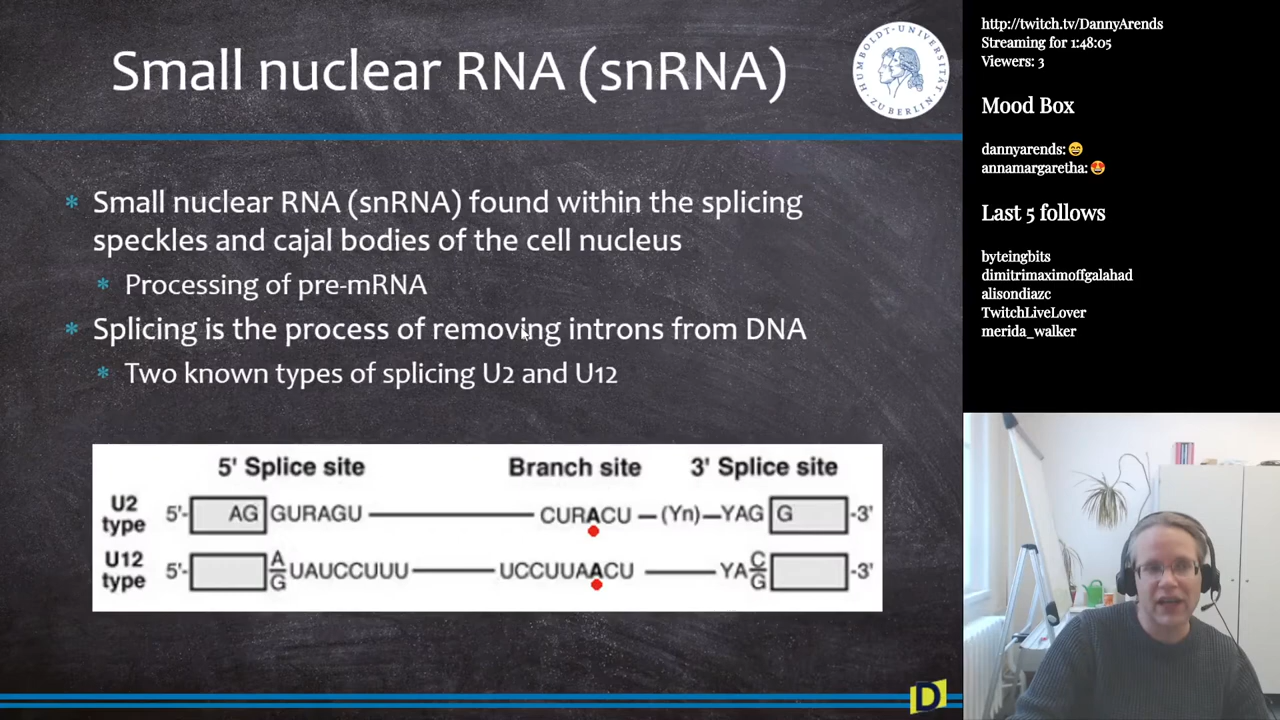 Small nuclear RNA (snRNA)
HUMBOLDT-UNIVERSITÄT
ZU BERLIN
* Small nuclear RNA (snRNA) found within the splicing
speckles and cajal bodies of the cell nucleus
* Processing of pre-mRNA
* Splicing is the process of removing introns from DNA
* Two known types of splicing U2 and U12
5' Splice site Branch site 3' Splice site
U2 type 5'- AG GURAGU CURACU (Yn) YAG G -3'
U12 type 5'- A/G UAUCCUUU UCCUUAACU YA C/G -3'
D
http://twitch.tv/DannyArends
Streaming for 1:48:05
Viewers: 3
Mood Box
dannyarends: 😄
annamargaretha: 😍
Last 5 follows
byteingbits
dimitrimaximoffgalahad
alisondiazc
TwitchLiveLover
merida_walker